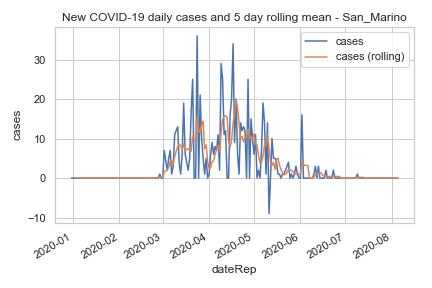 New COVID-19 daily cases and 5 day rolling mean - San_Marino
cases
cases (rolling)
cases
30
20
10
0
−10
2020-01
2020-02
2020-03
2020-04
2020-05
2020-06
2020-07
2020-08
dateRep